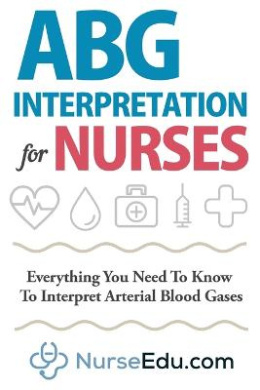 ABG
INTERPRETATION
for NURSES
Everything You Need To Know
To Interpret Arterial Blood Gases
NurseEdu.com